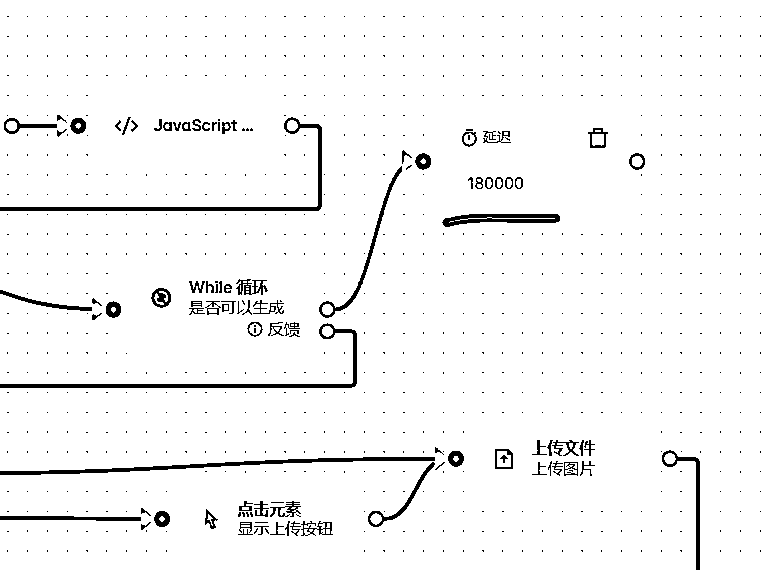 JavaScript ...
延迟
180000
While 循环
是否可以生成
反馈
上传文件
上传图片
点击元素
显示上传按钮